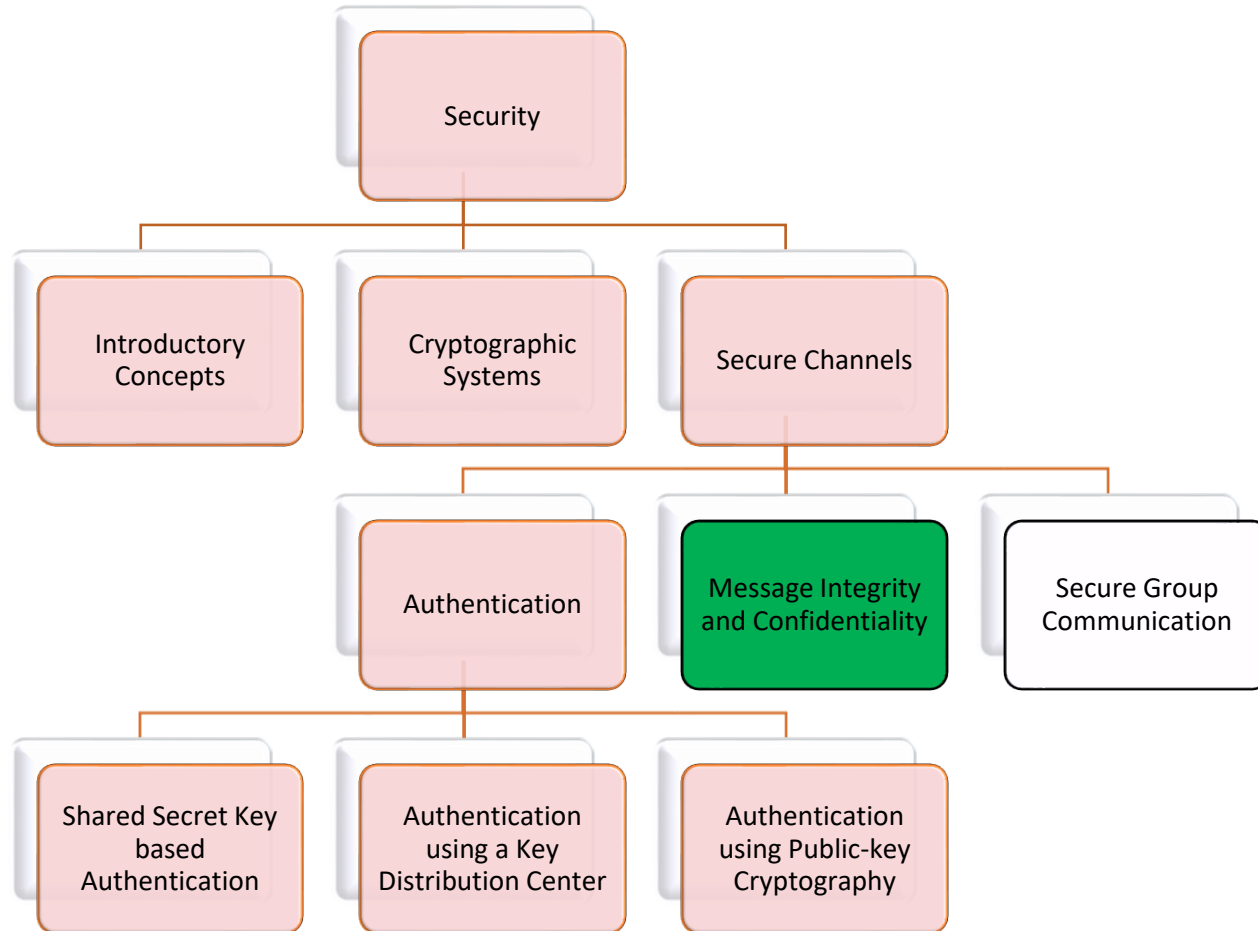 Security
Introductory
Concepts
Cryptographic
Systems
Secure Channels
Authentication
Message Integrity
and Confidentiality
Secure Group
Communication
Shared Secret Key
based
Authentication
Authentication
using a Key
Distribution Center
Authentication
using Public-key
Cryptography